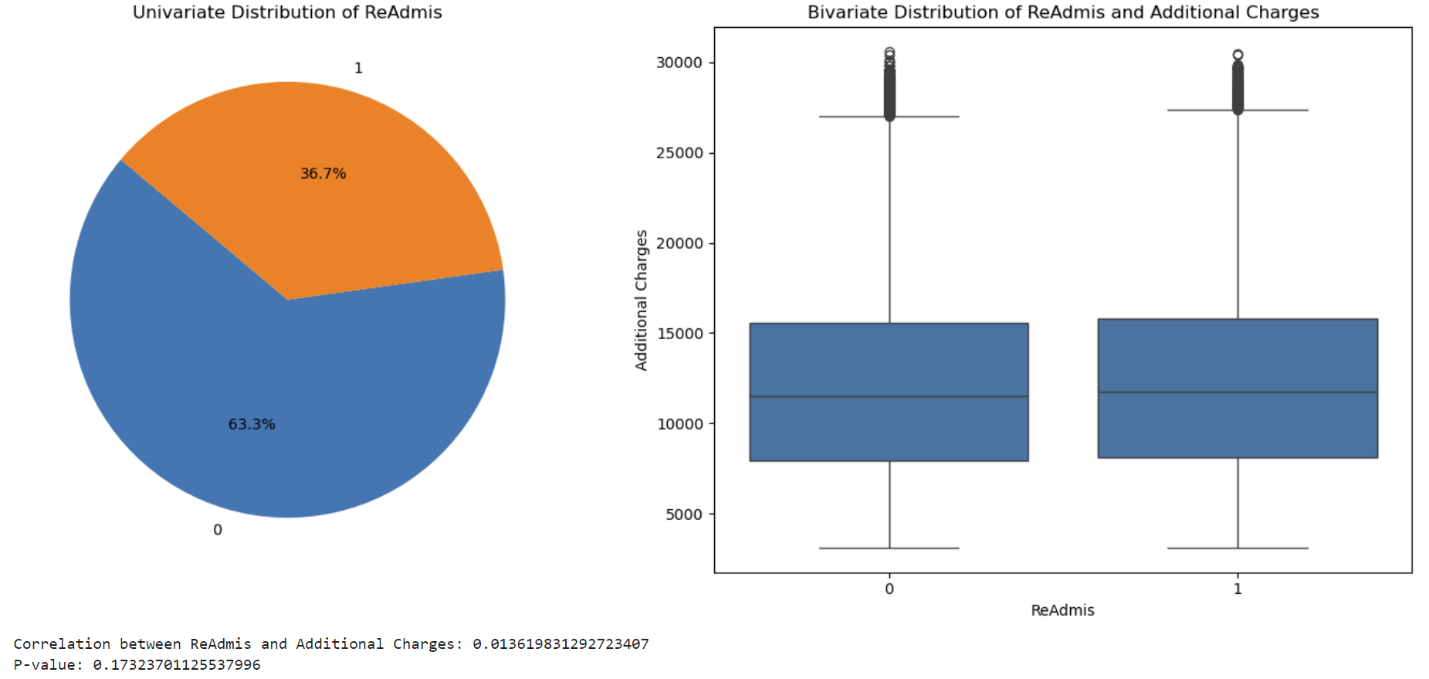 Univariate Distribution of ReAdmis
1
36.7%
63.3%
0
Bivariate Distribution of ReAdmis and Additional Charges
30000
25000
20000
15000
10000
5000
Additional Charges
0
1
ReAdmis
Correlation between ReAdmis and Additional Charges: 0.013619831292723407
P-value: 0.17323701125537996